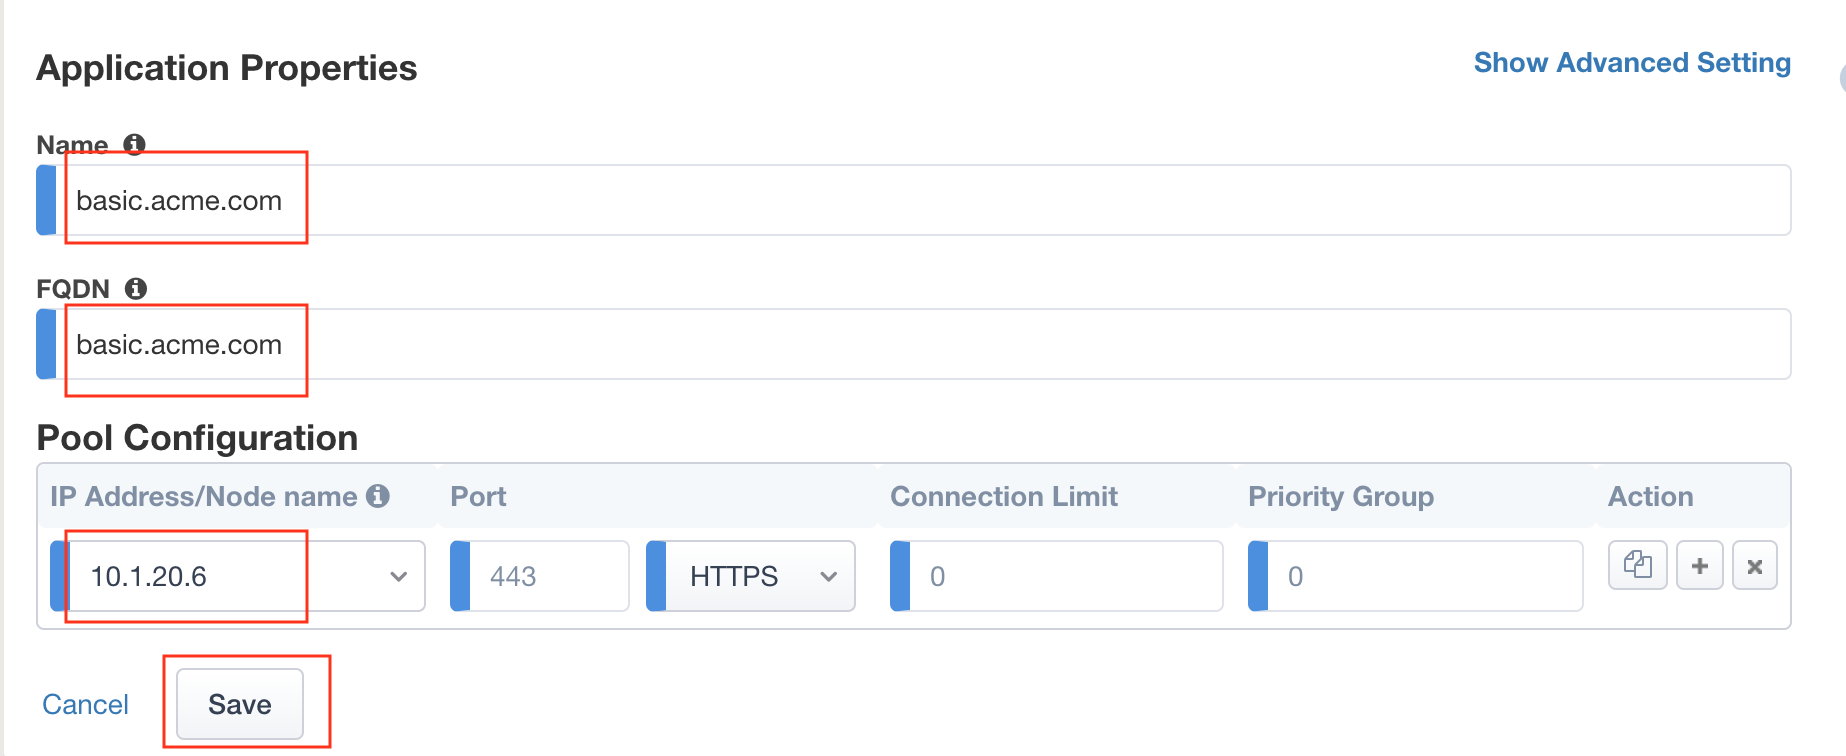 Application Properties
Show Advanced Setting
Name
basic.acme.com
FQDN
basic.acme.com
Pool Configuration
IP Address/Node name Port Connection Limit Priority Group Action
10.1.20.6 443 HTTPS 0 0
Cancel Save